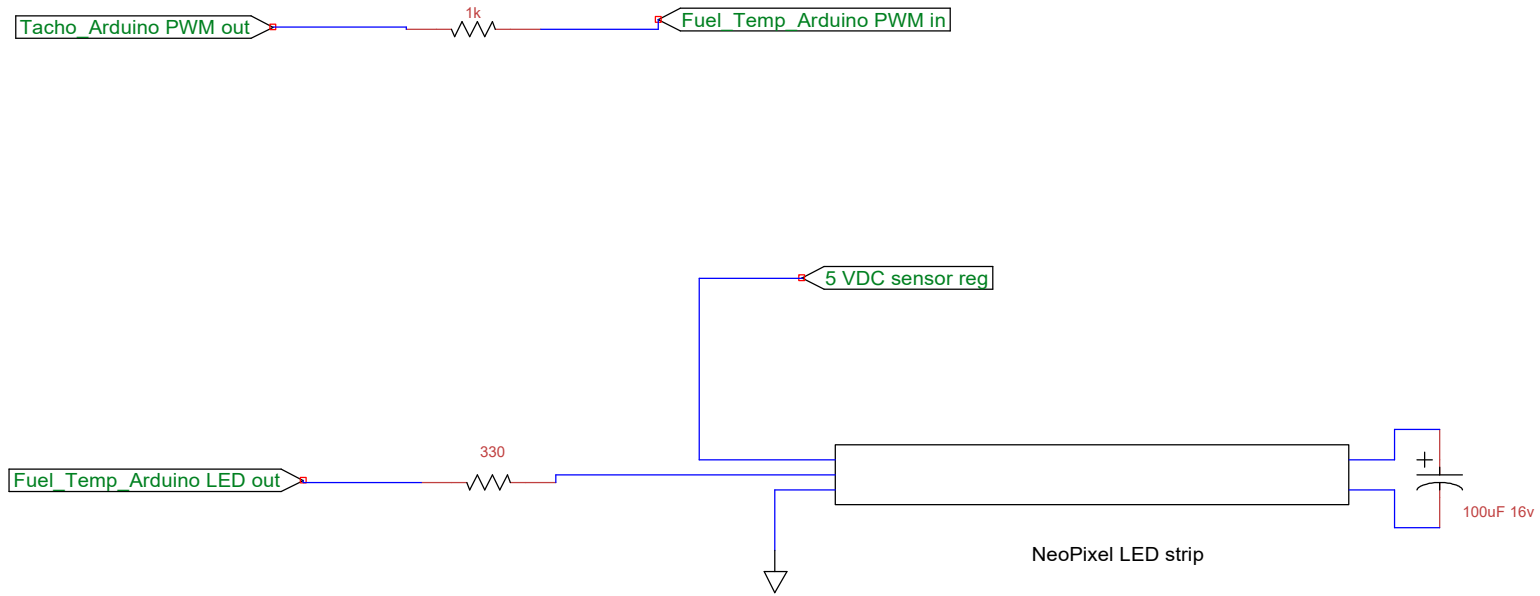 Tacho_Arduino PWM out
1k
Fuel_Temp_Arduino PWM in
5 VDC sensor reg
330
Fuel_Temp_Arduino LED out
+
100uF 16v
NeoPixel LED strip